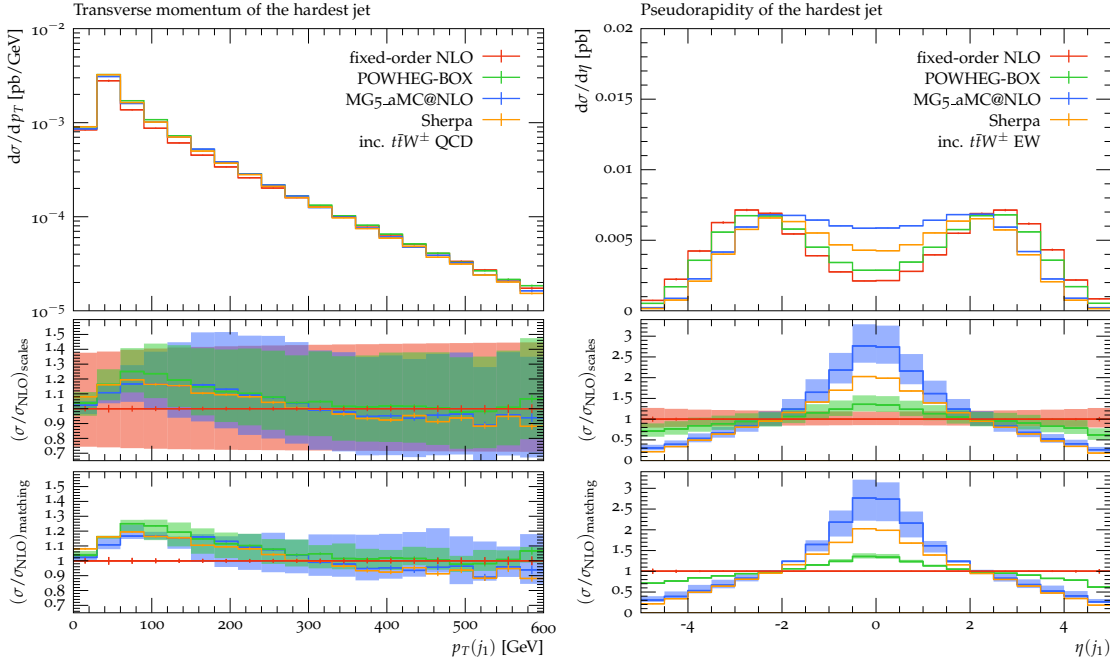 Transverse momentum of the hardest jet
dσ/dp_T [pb/GeV]
10⁻²
10⁻³
10⁻⁴
10⁻⁵
fixed-order NLO
POWHEG-BOX
MG5_aMC@NLO
Sherpa
inc. tt̄W± QCD
(σ/σ_NLO)_scales
1.5
1.4
1.3
1.2
1.1
1
0.9
0.8
0.7
(σ/σ_NLO)_matching
1.5
1.4
1.3
1.2
1.1
1
0.9
0.8
0.7
0 100 200 300 400 500 600
p_T(j₁) [GeV]
Pseudorapidity of the hardest jet
dσ/dη [pb]
0.02
0.015
0.01
0.005
0
fixed-order NLO
POWHEG-BOX
MG5_aMC@NLO
Sherpa
inc. tt̄W± EW
(σ/σ_NLO)_scales
3
2.5
2
1.5
1
0.5
0
(σ/σ_NLO)_matching
3
2.5
2
1.5
1
0.5
0
-4 -2 0 2 4
η(j₁)